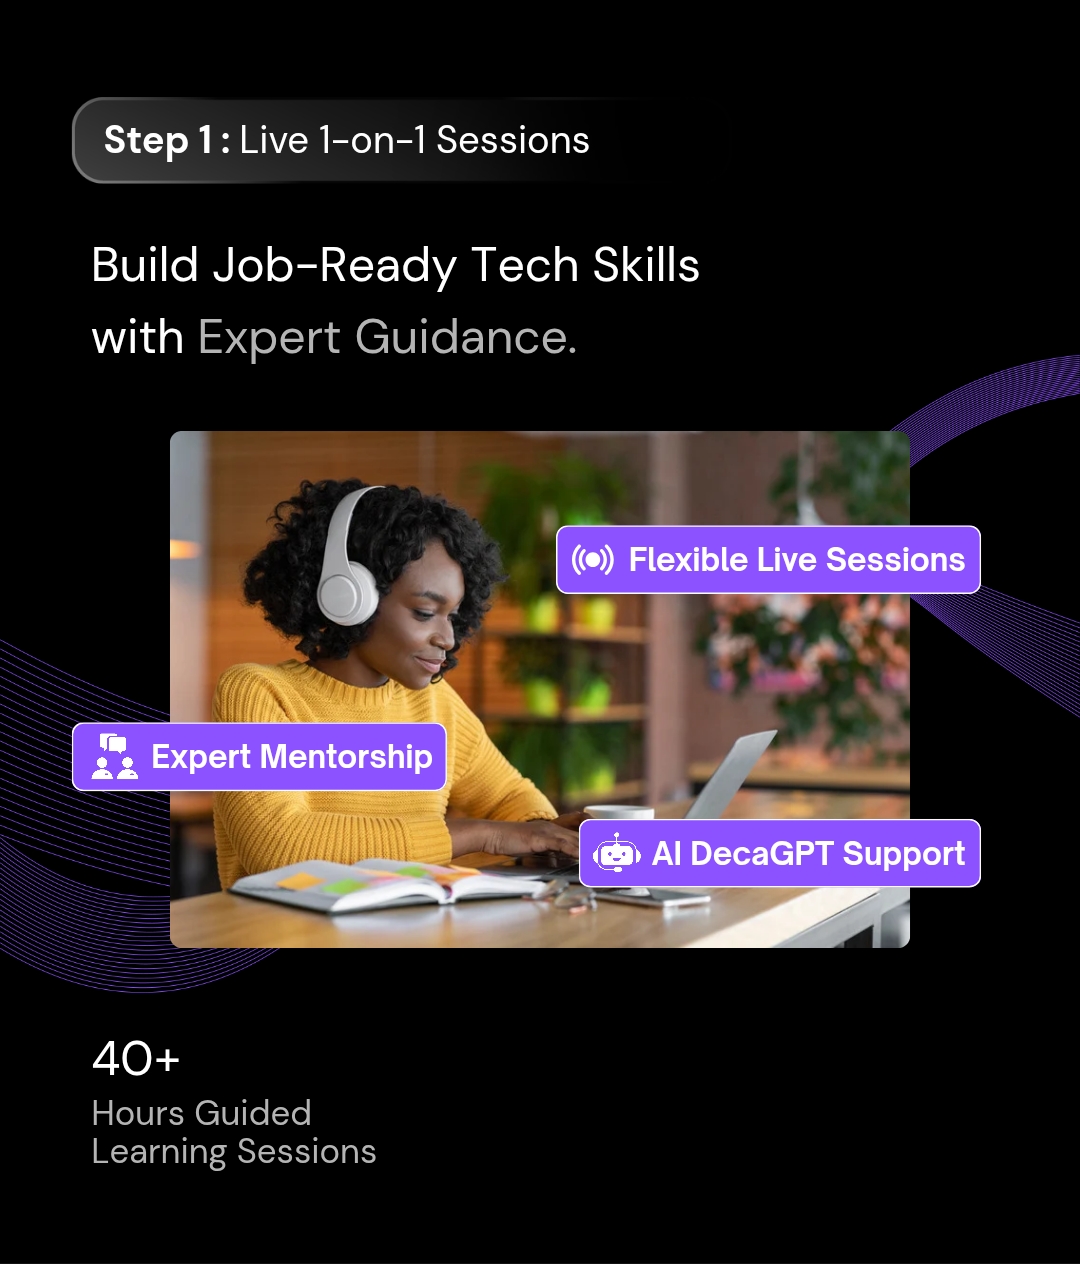 Step 1 : Live 1-on-1 Sessions
Build Job-Ready Tech Skills
with Expert Guidance.
Flexible Live Sessions
Expert Mentorship
AI DecaGPT Support
40+
Hours Guided
Learning Sessions